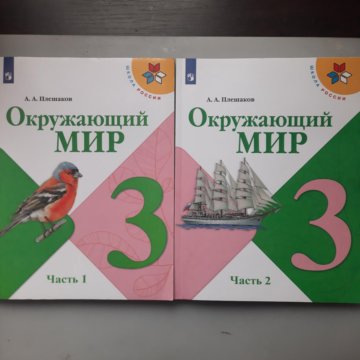 ШКОЛА РОССИИ
А. А. Плешаков
Окружающий
МИР
3
Часть 1
ШКОЛА РОССИИ
А. А. Плешаков
Окружающий
МИР
3
Часть 2